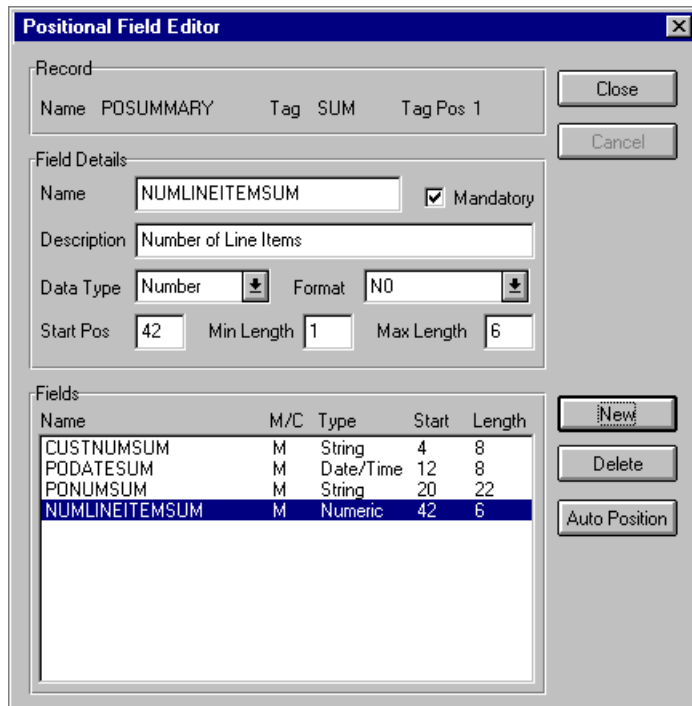 Positional Field Editor
Record
Name POSUMMARY Tag SUM Tag Pos 1
Close
Cancel
Field Details
Name NUMLINEITEMSUM Mandatory
Description Number of Line Items
Data Type Number Format N0
Start Pos 42 Min Length 1 Max Length 6
Fields
Name M/C Type Start Length
CUSTNUMSUM M String 4 8
PODATESUM M Date/Time 12 8
PONUMSUM M String 20 22
NUMLINEITEMSUM M Numeric 42 6
New
Delete
Auto Position